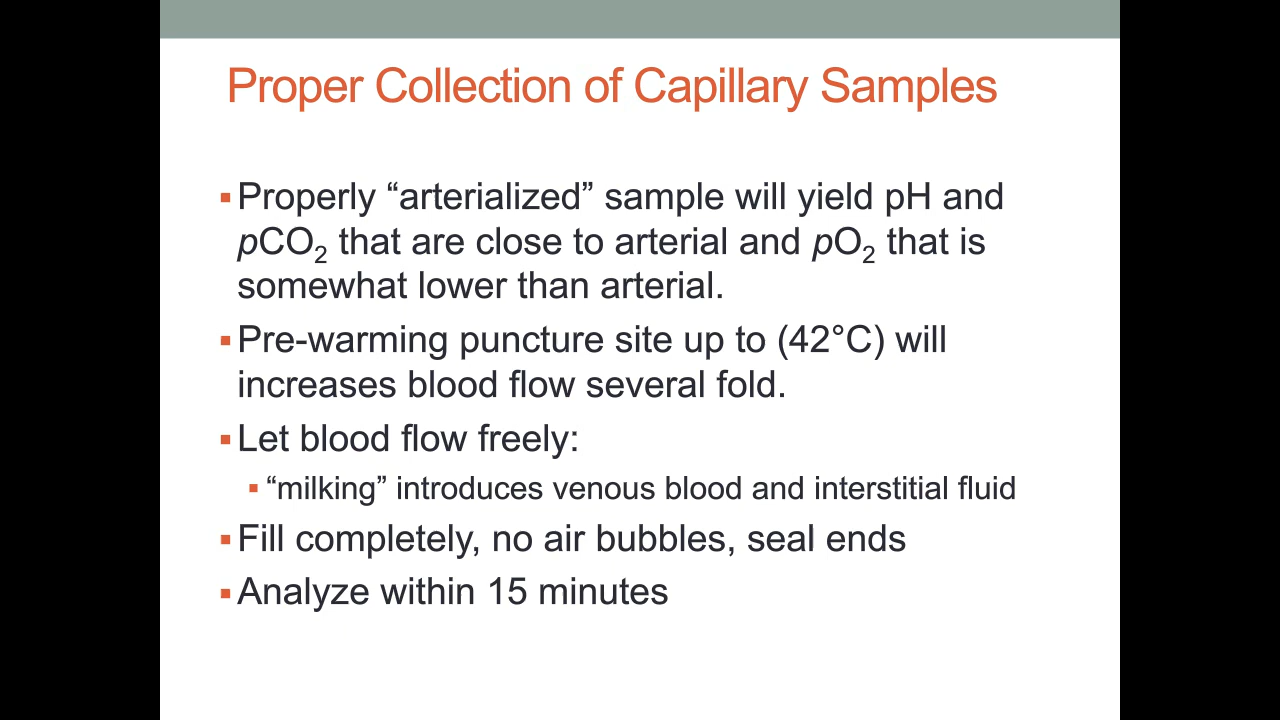 Proper Collection of Capillary Samples
▪Properly “arterialized” sample will yield pH and
pCO₂ that are close to arterial and pO₂ that is
somewhat lower than arterial.
▪Pre-warming puncture site up to (42°C) will
increases blood flow several fold.
▪Let blood flow freely:
▪“milking” introduces venous blood and interstitial fluid
▪Fill completely, no air bubbles, seal ends
▪Analyze within 15 minutes